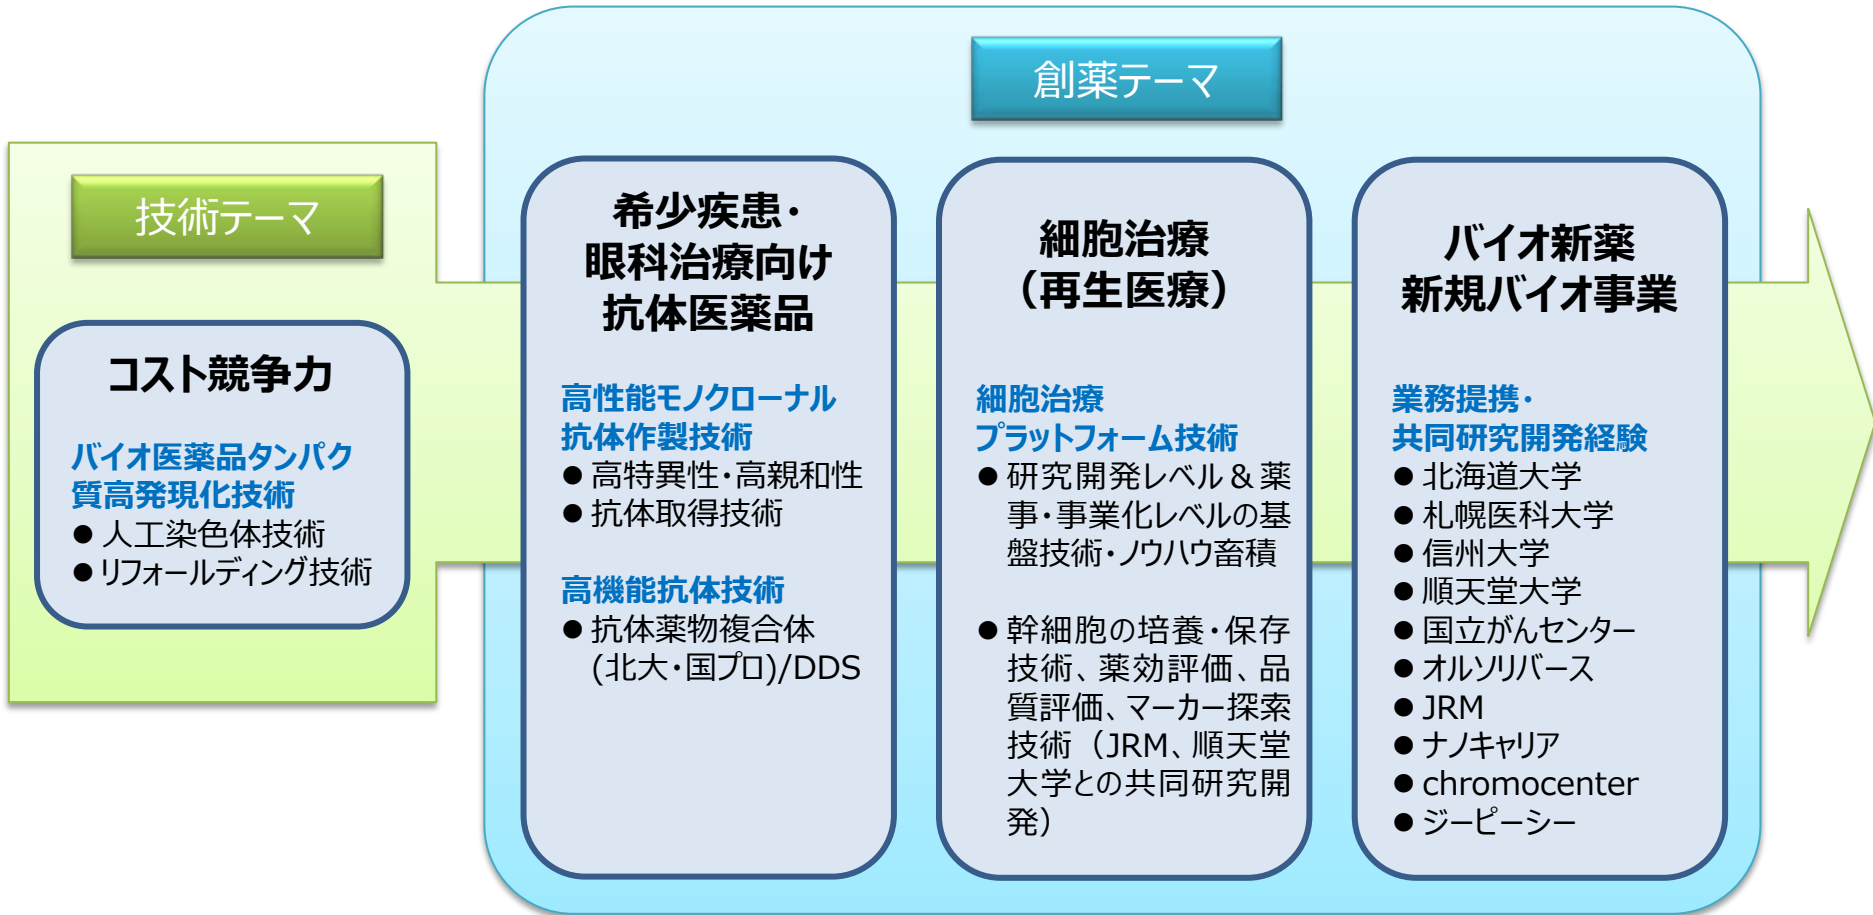 創薬テーマ
技術テーマ
コスト競争力
バイオ医薬品タンパク
質高発現化技術
● 人工染色体技術
● リフォールディング技術
希少疾患・
眼科治療向け
抗体医薬品
高性能モノクローナル
抗体作製技術
● 高特異性・高親和性
● 抗体取得技術
高機能抗体技術
● 抗体薬物複合体
(北大・国プロ)/DDS
細胞治療
（再生医療）
細胞治療
プラットフォーム技術
● 研究開発レベル＆薬
事・事業化レベルの基
盤技術・ノウハウ畜積
● 幹細胞の培養・保存
技術、薬効評価、品
質評価、マーカー探索
技術（JRM、順天堂
大学との共同研究開
発）
バイオ新薬
新規バイオ事業
業務提携・
共同研究開発経験
● 北海道大学
● 札幌医科大学
● 信州大学
● 順天堂大学
● 国立がんセンター
● オルソリバース
● JRM
● ナノキャリア
● chromocenter
● ジーピーシー